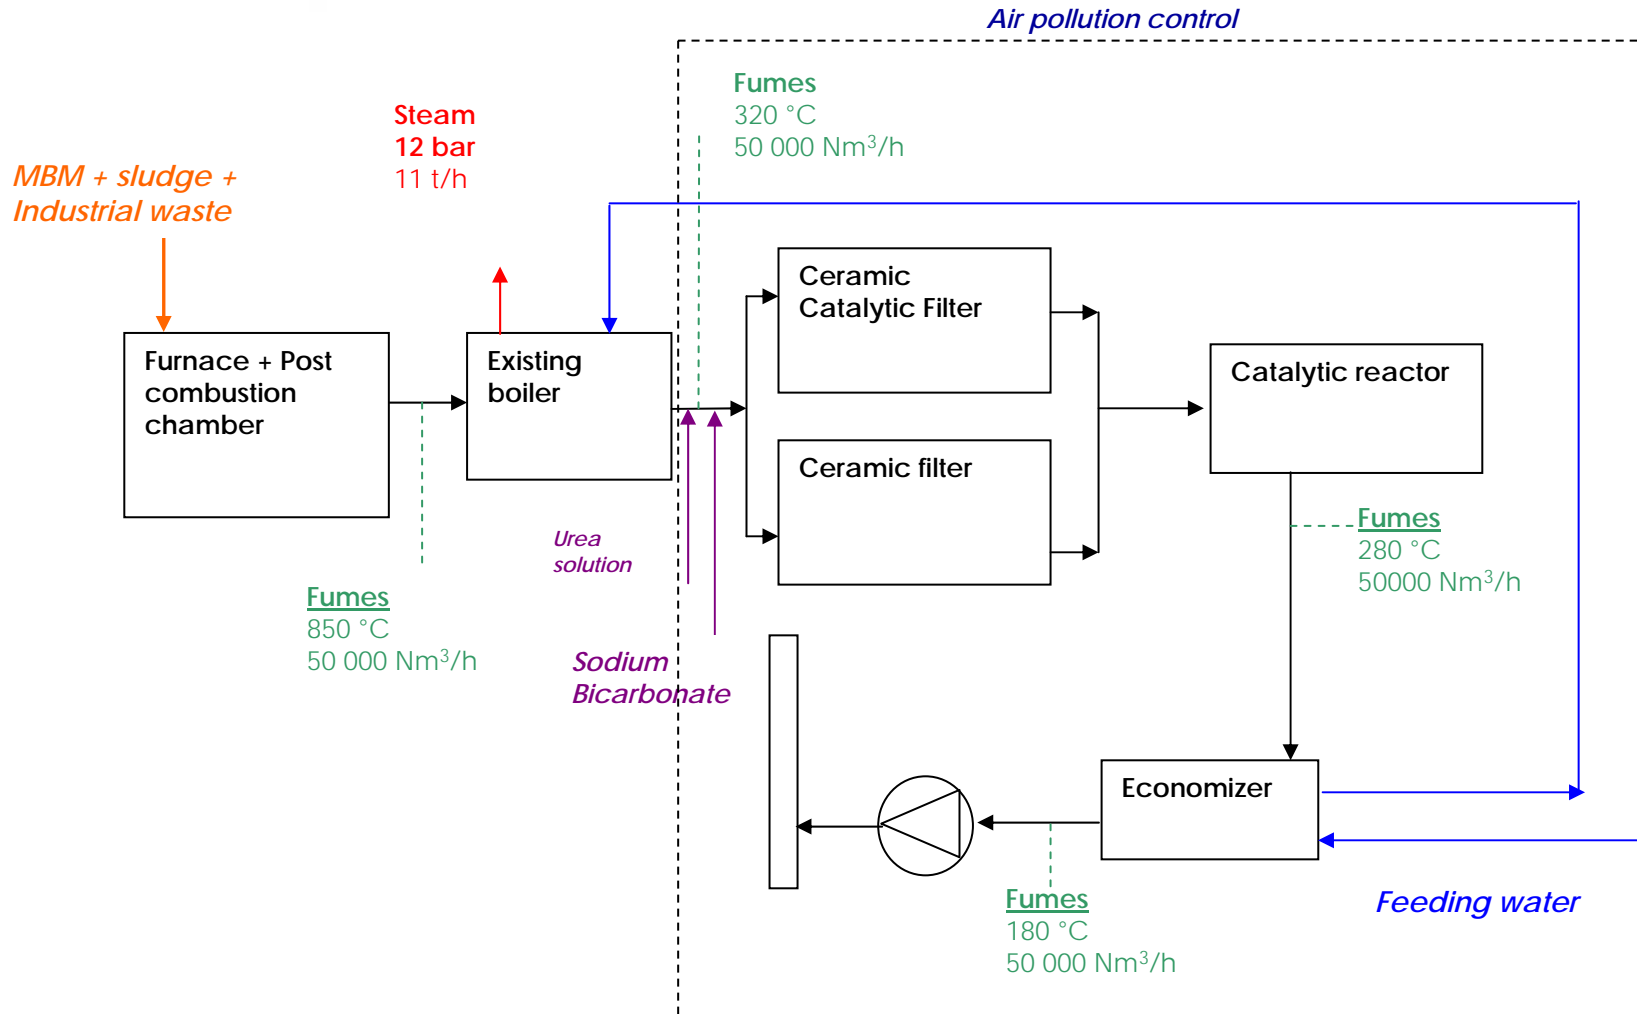 Air pollution control
Fumes
320 °C
50 000 Nm³/h
Steam
12 bar
11 t/h
MBM + sludge +
Industrial waste
Ceramic
Catalytic Filter
Furnace + Post
combustion
chamber
Existing
boiler
Catalytic reactor
Ceramic filter
Urea
solution
Fumes
280 °C
50000 Nm³/h
Fumes
850 °C
50 000 Nm³/h
Sodium
Bicarbonate
Economizer
Fumes
180 °C
50 000 Nm³/h
Feeding water